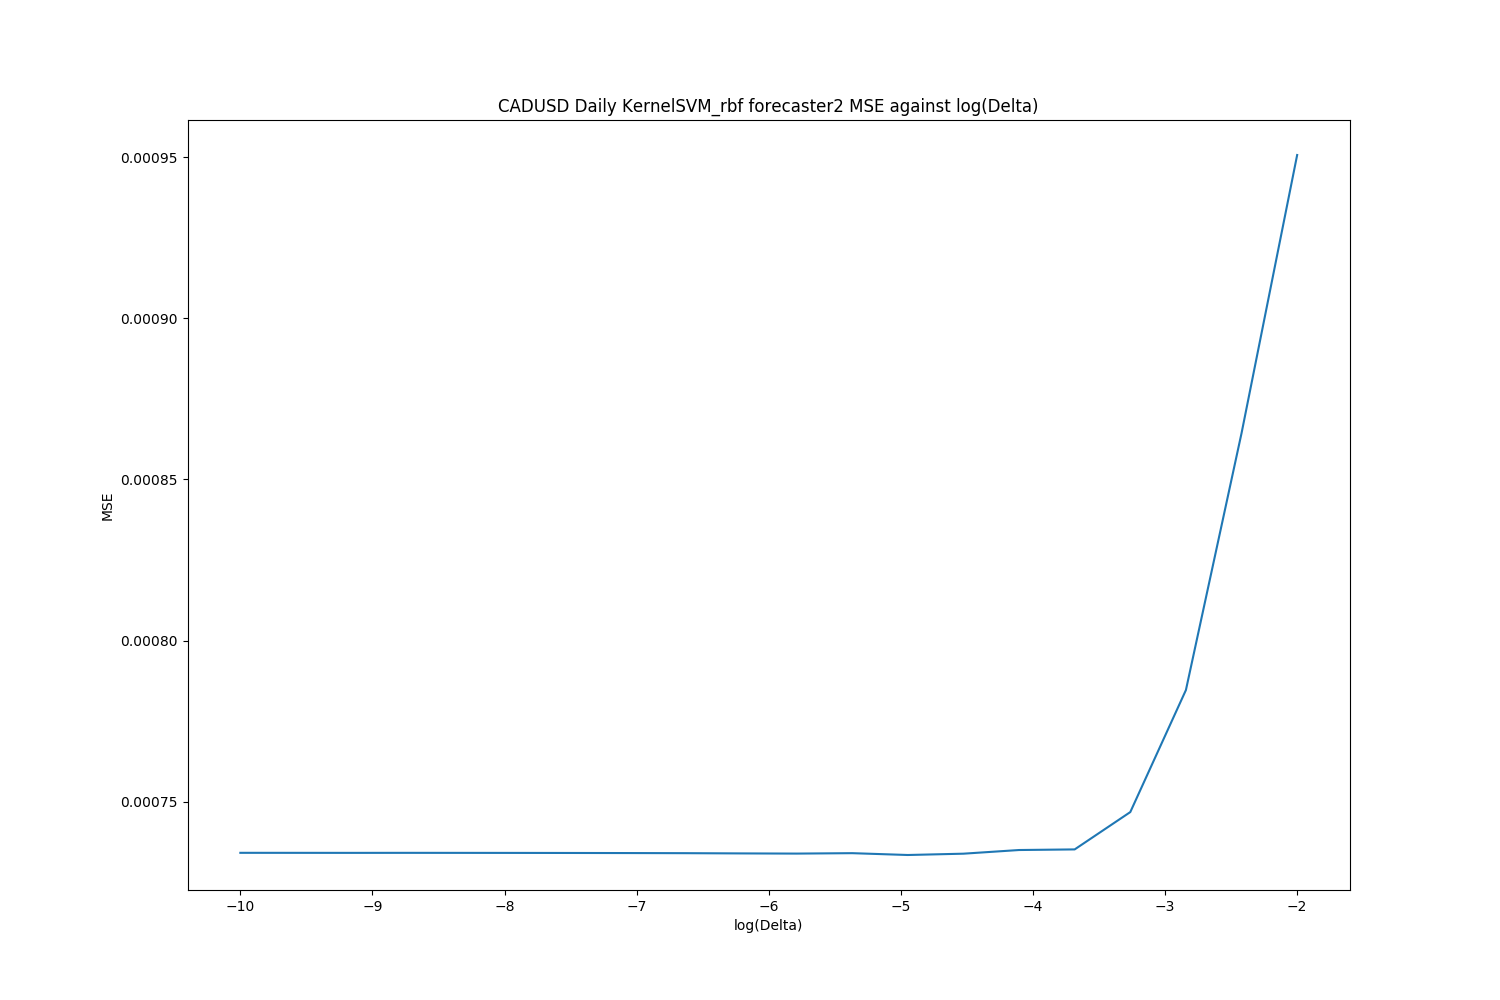 CADUSD Daily KernelSVM_rbf forecaster2 MSE against log(Delta)
0.00095
0.00090
0.00085
0.00080
0.00075
MSE
−10 −9 −8 −7 −6 −5 −4 −3 −2
log(Delta)